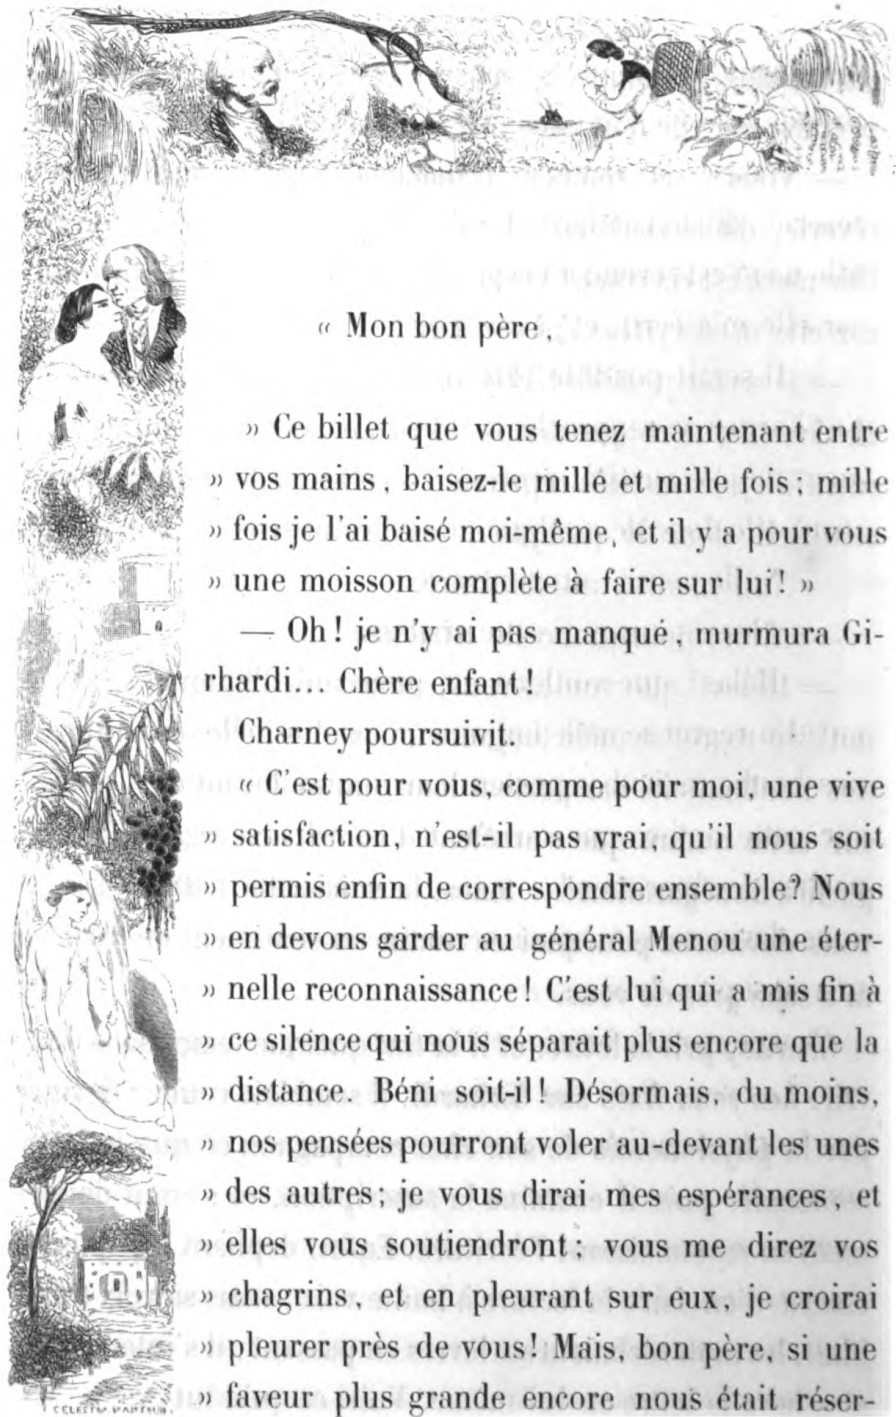 « Mon bon père,
» Ce billet que vous tenez maintenant entre
» vos mains, baisez-le mille et mille fois; mille
» fois je l'ai baisé moi-même, et il y a pour vous
» une moisson complète à faire sur lui! »
— Oh! je n'y ai pas manqué, murmura Gi-
rhardi... Chère enfant!
Charney poursuivit.
« C'est pour vous, comme pour moi, une vive
» satisfaction, n'est-il pas vrai, qu'il nous soit
» permis enfin de correspondre ensemble? Nous
» en devons garder au général Menou une éter-
» nelle reconnaissance! C'est lui qui a mis fin à
» ce silence qui nous séparait plus encore que la
» distance. Béni soit-il! Désormais, du moins,
» nos pensées pourront voler au-devant les unes
» des autres; je vous dirai mes espérances, et
» elles vous soutiendront; vous me direz vos
» chagrins, et en pleurant sur eux, je croirai
» pleurer près de vous! Mais, bon père, si une
» faveur plus grande encore nous était réser-